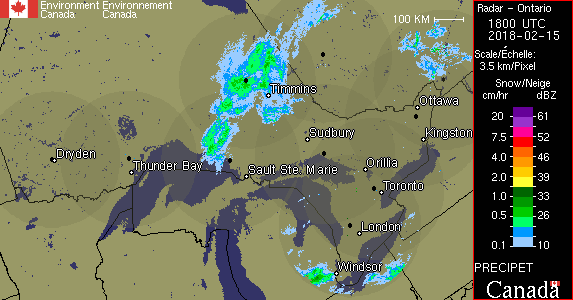 Environment Environnement
Canada Canada
100 KM
Timmins
Ottawa
Sudbury
Kingston
Dryden
Thunder Bay
Sault Ste. Marie
Orillia
Toronto
London
Windsor
Radar - Ontario
1800 UTC
2018-02-15
Scale/Échelle:
3.5 km/Pixel
Snow/Neige
cm/hr dBZ
20 61
7.5 57
5.0 52
4.0 46
2.0 39
1.0 33
0.5 26
0.1 10
PRECIPET
Canada